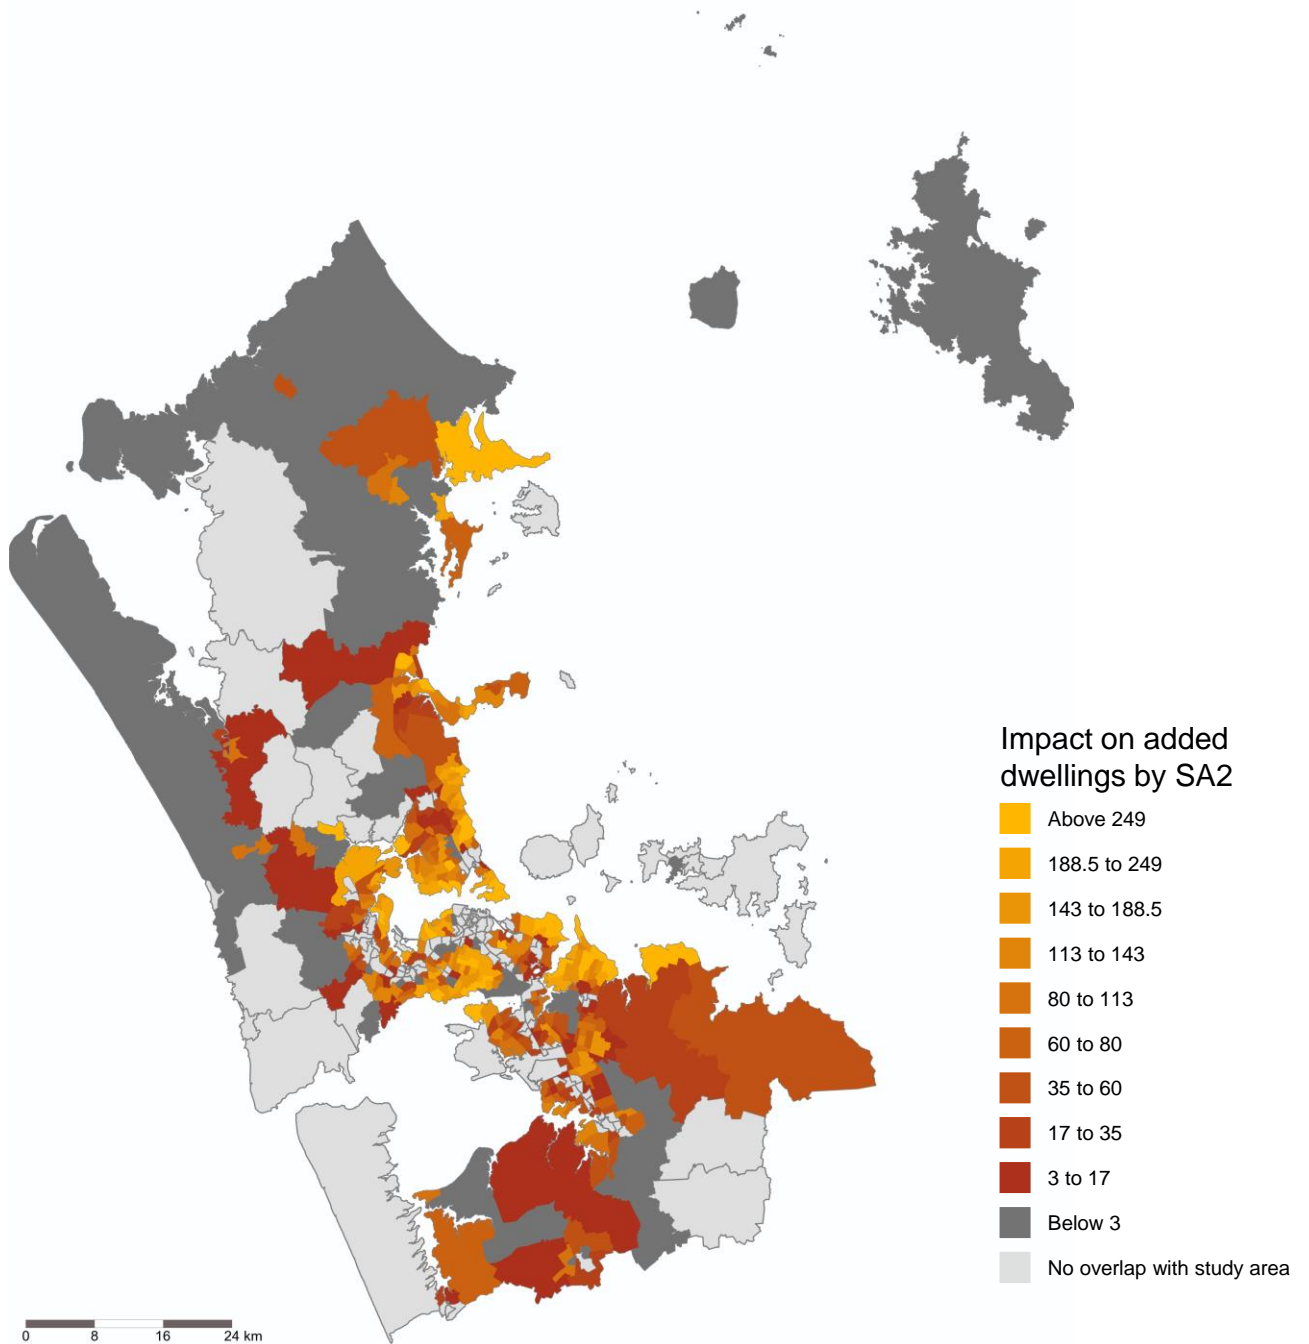 Impact on added
dwellings by SA2
Above 249
188.5 to 249
143 to 188.5
113 to 143
80 to 113
60 to 80
35 to 60
17 to 35
3 to 17
Below 3
No overlap with study area
0 8 16 24 km